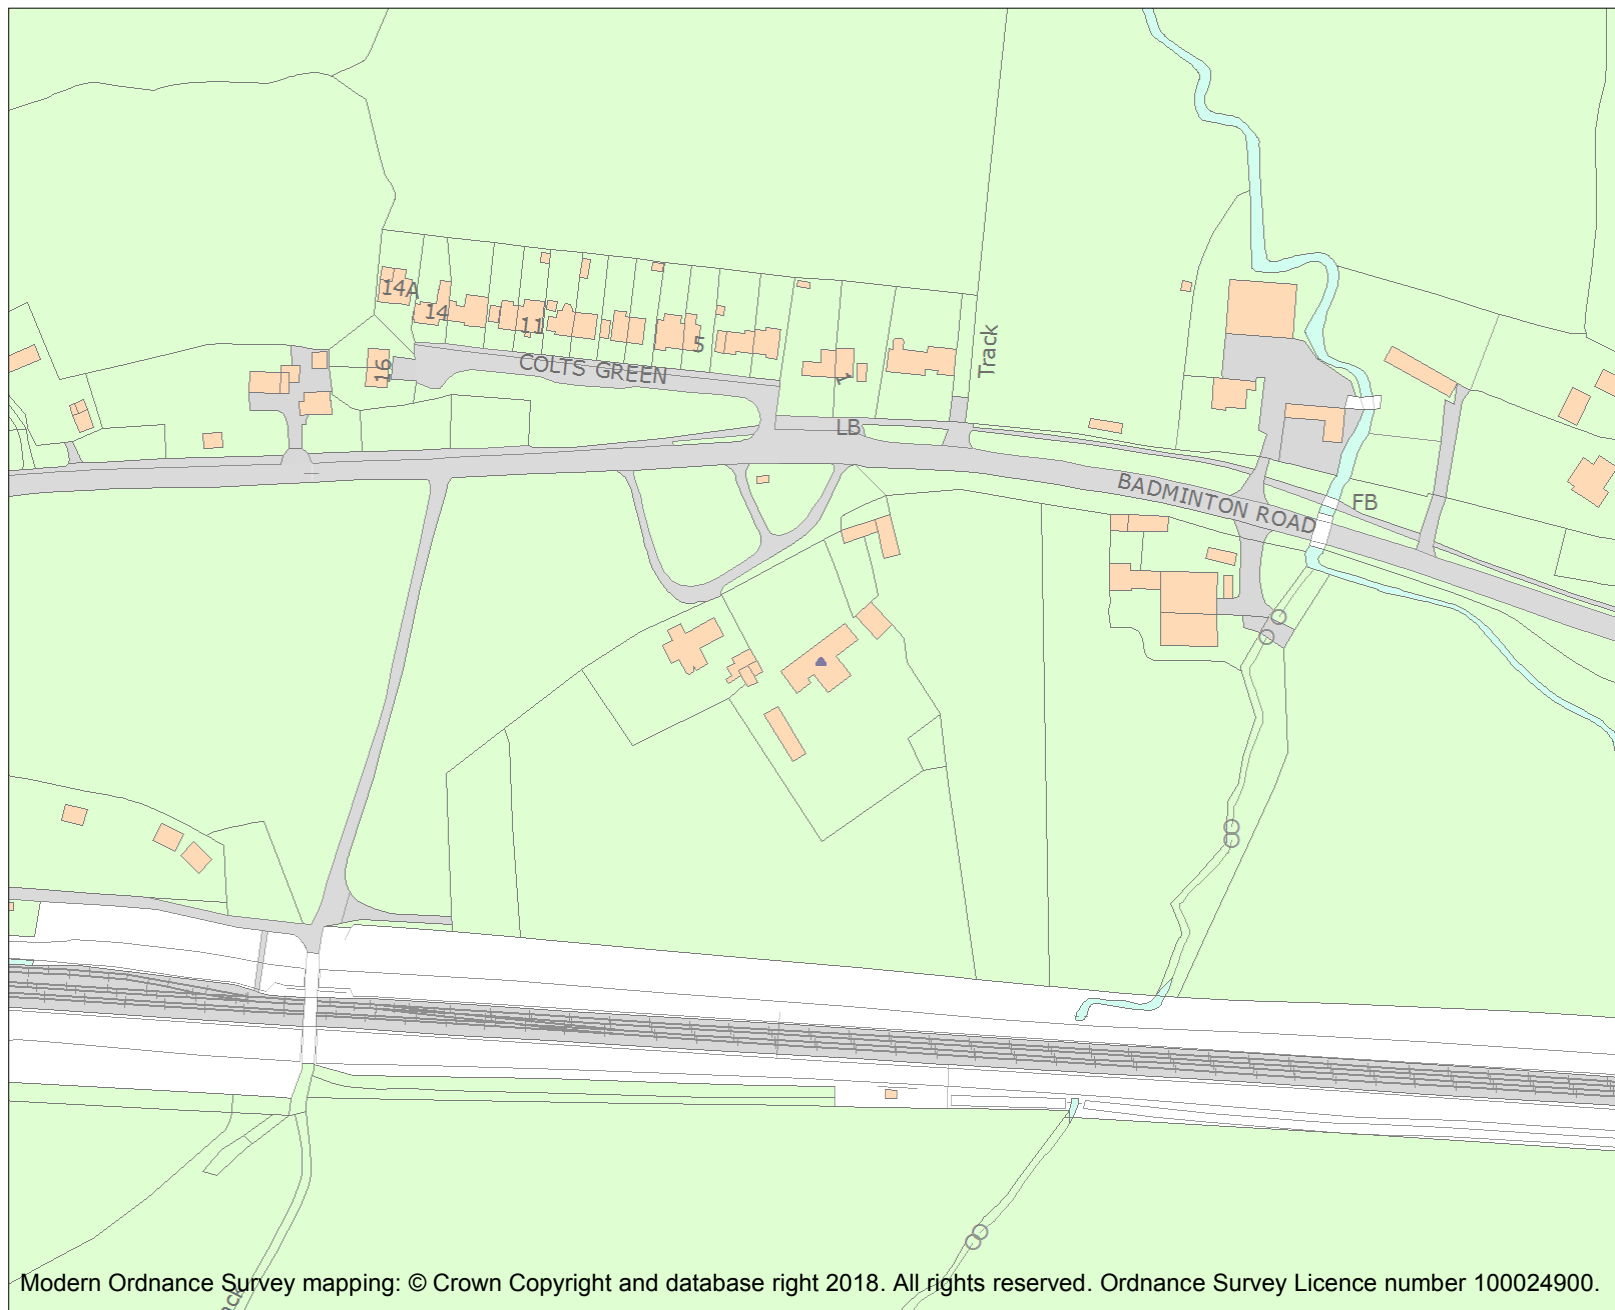 14A
14
11
5
16
COLTS GREEN
1
Track
LB
BADMINTON ROAD
FB
Modern Ordnance Survey mapping: © Crown Copyright and database right 2018. All rights reserved. Ordnance Survey Licence number 100024900.